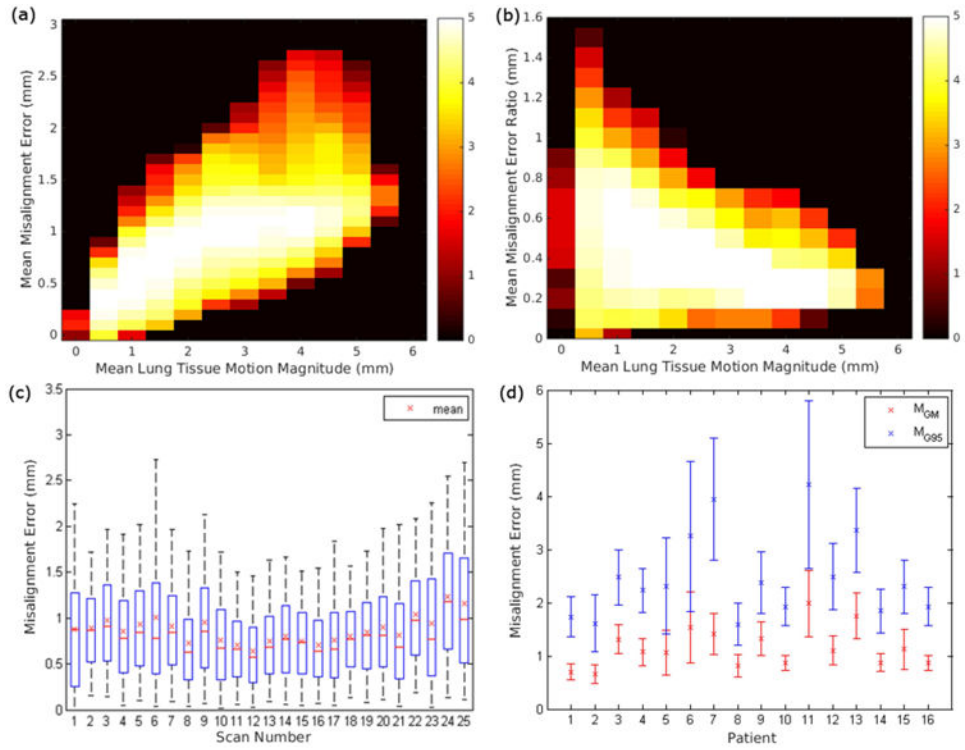 (a)
3
2.5
2
1.5
1
0.5
0
Mean Misalignment Error (mm)
0 1 2 3 4 5 6
Mean Lung Tissue Motion Magnitude (mm)
5
4
3
2
1
0
(b)
1.6
1.4
1.2
1
0.8
0.6
0.4
0.2
0
Mean Misalignment Error Ratio (mm)
0 1 2 3 4 5 6
Mean Lung Tissue Motion Magnitude (mm)
5
4
3
2
1
0
(c)
3.5
3
2.5
2
1.5
1
0.5
0
Misalignment Error (mm)
mean
1 2 3 4 5 6 7 8 9 10 11 12 13 14 15 16 17 18 19 20 21 22 23 24 25
Scan Number
(d)
6
5
4
3
2
1
0
Misalignment Error (mm)
M_GM
M_G95
1 2 3 4 5 6 7 8 9 10 11 12 13 14 15 16
Patient